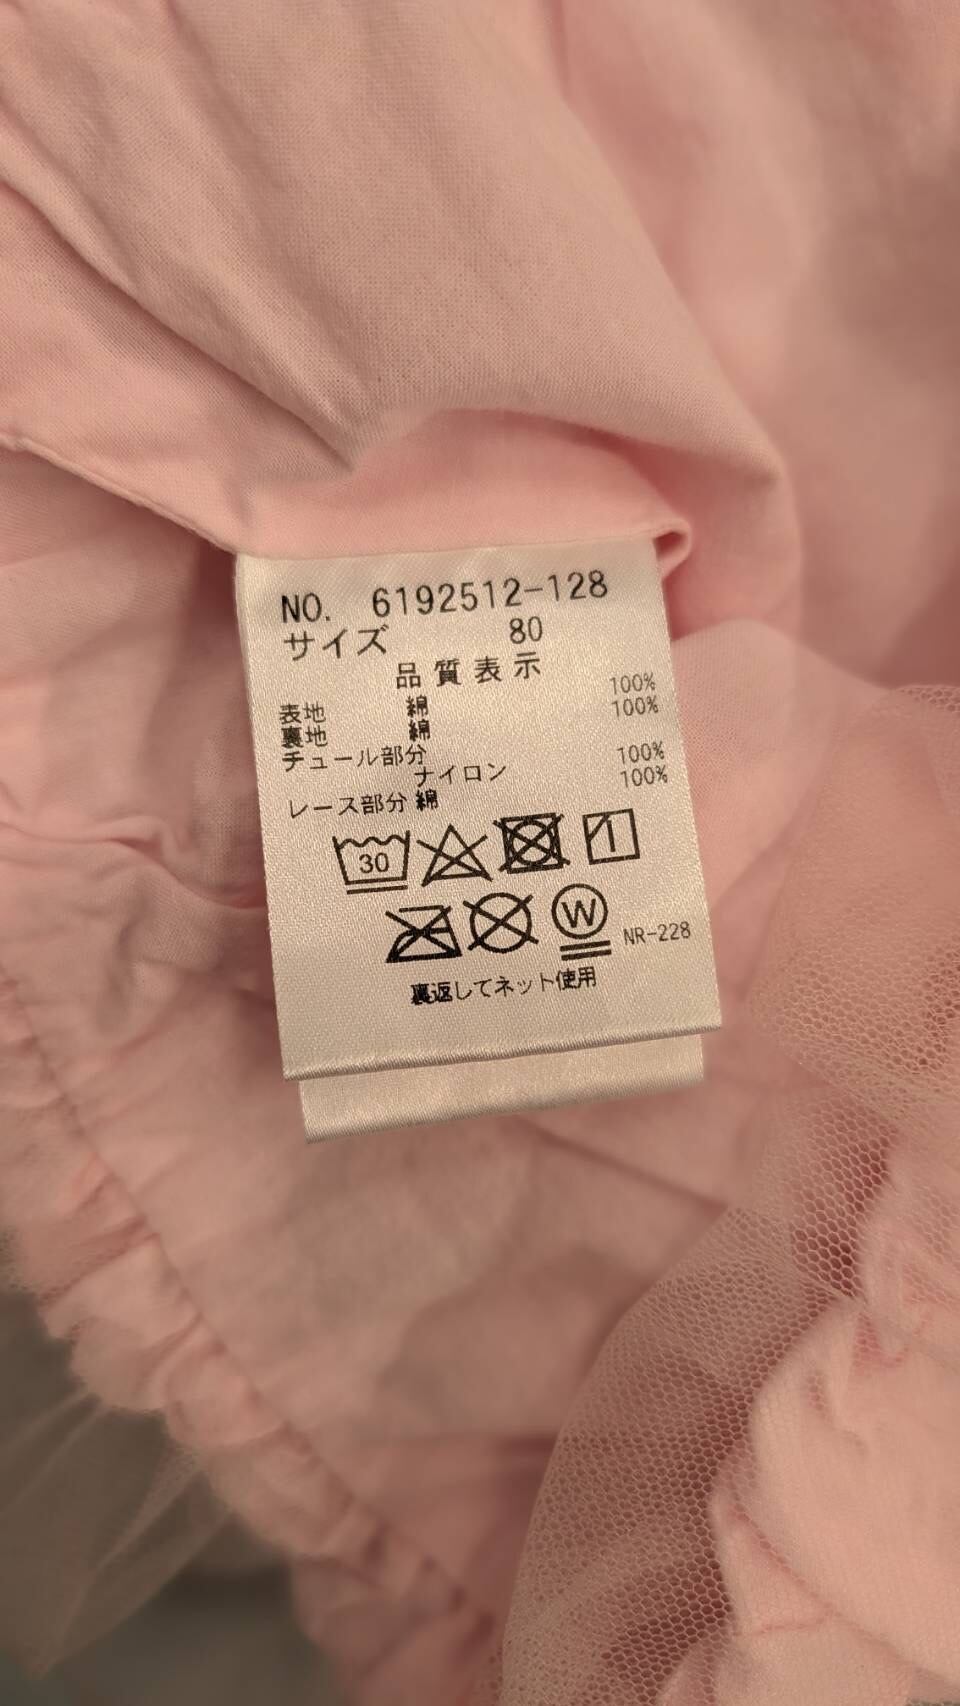 NO. 6192512-128
サイズ 80
品質表示
表地 綿 100%
裏地 綿 100%
チュール部分
ナイロン 100%
レース部分 綿 100%
30
W NR-228
裏返してネット使用